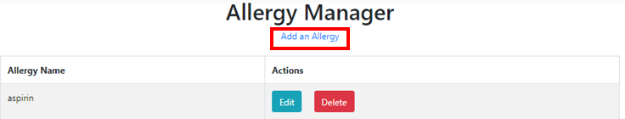 Allergy Manager
Add an Allergy
Allergy Name Actions
aspirin Edit Delete